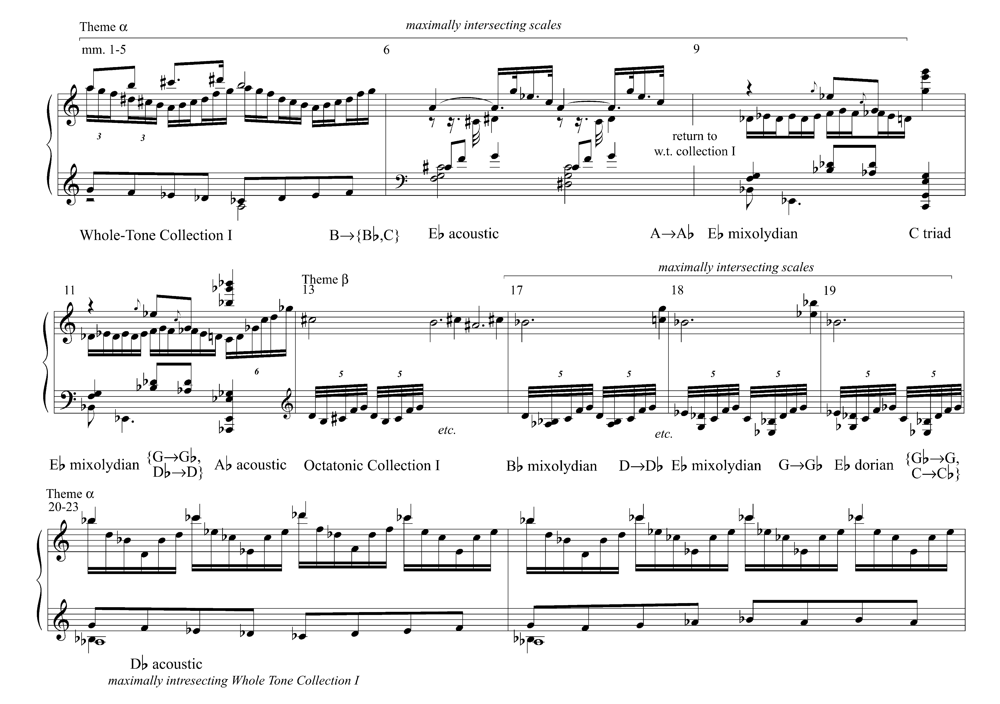 Theme α
maximally intersecting scales
mm. 1-5
6
9
3
3
return to
w.t. collection I
Whole-Tone Collection I
B→{B♭,C}
E♭ acoustic
A→A♭
E♭ mixolydian
C triad
maximally intersecting scales
Theme β
11
13
17
18
19
6
5
5
5
5
5
5
5
5
etc.
etc.
E♭ mixolydian
{G→G♭,
D♭→D}
A♭ acoustic
Octatonic Collection I
B♭ mixolydian
D→D♭
E♭ mixolydian
G→G♭
E♭ dorian
{G♭→G,
C→C♭}
Theme α
20-23
D♭ acoustic
maximally intresecting Whole Tone Collection I